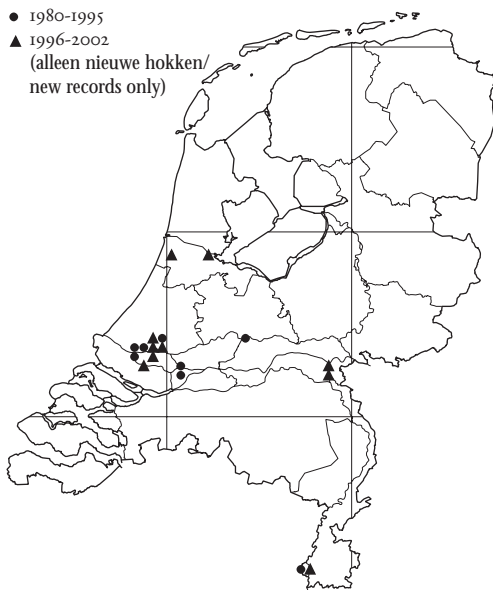 ● 1980-1995
▲ 1996-2002
(alleen nieuwe hokken/
new records only)